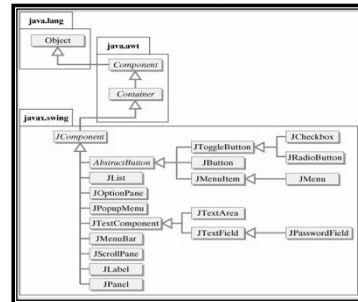 java.lang
Object
java.awt
Component
Container
javax.swing
JComponent
AbstractButton
JToggleButton
JCheckbox
JRadioButton
JButton
JMenuItem
JMenu
JList
JOptionPane
JPopupMenu
JTextComponent
JTextArea
JTextField
JPasswordField
JMenuBar
JScrollPane
JLabel
JPanel